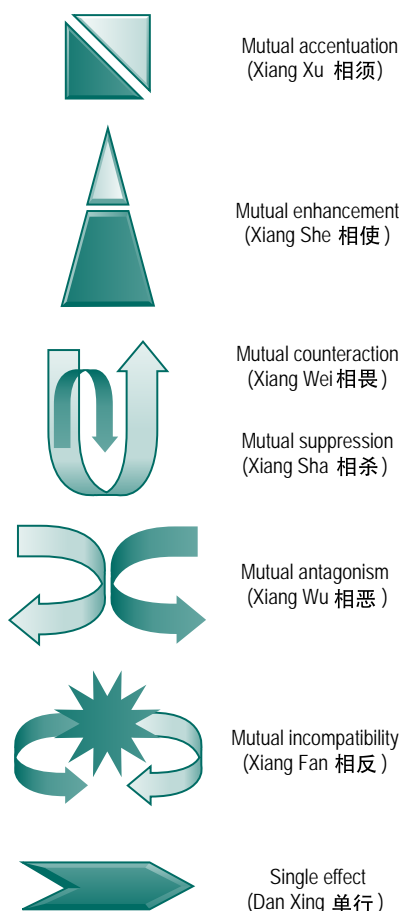 Mutual accentuation
(Xiang Xu 相须)
Mutual enhancement
(Xiang She 相使)
Mutual counteraction
(Xiang Wei 相畏)
Mutual suppression
(Xiang Sha 相杀)
Mutual antagonism
(Xiang Wu 相恶)
Mutual incompatibility
(Xiang Fan 相反)
Single effect
(Dan Xing 单行)